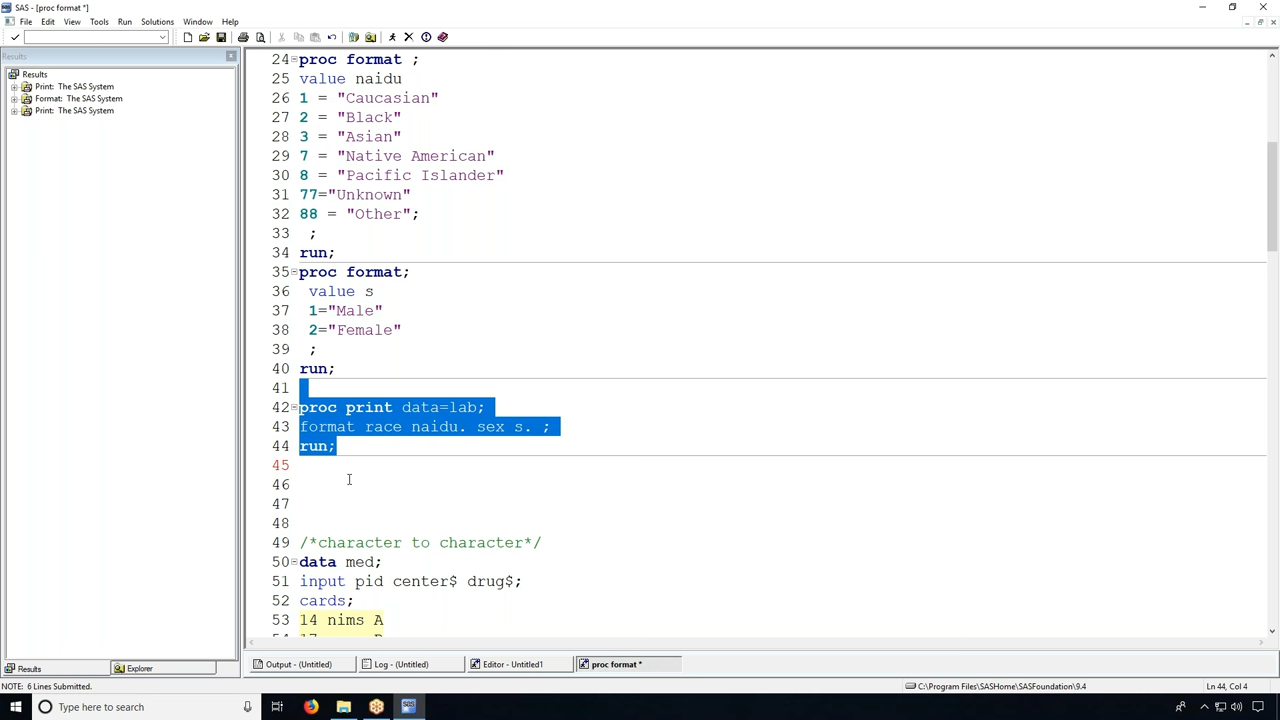 SAS - [proc format *]
File Edit View Tools Run Solutions Window Help
Results
Results
Print: The SAS System
Format: The SAS System
Print: The SAS System
24 proc format ;
25 value naidu
26 1 = "Caucasian"
27 2 = "Black"
28 3 = "Asian"
29 7 = "Native American"
30 8 = "Pacific Islander"
31 77="Unknown"
32 88 = "Other";
33 ;
34 run;
35 proc format;
36 value s
37 1="Male"
38 2="Female"
39 ;
40 run;
41
42 proc print data=lab;
43 format race naidu. sex s. ;
44 run;
45
46
47
48
49 /*character to character*/
50 data med;
51 input pid center$ drug$;
52 cards;
53 14 nims A
Results Explorer
Output - (Untitled) Log - (Untitled) Editor - Untitled1 proc format *
NOTE: 6 Lines Submitted. C:\Program Files\SASHome\SASFoundation\9.4 Ln 44, Col 4
Type here to search 1:34 PM